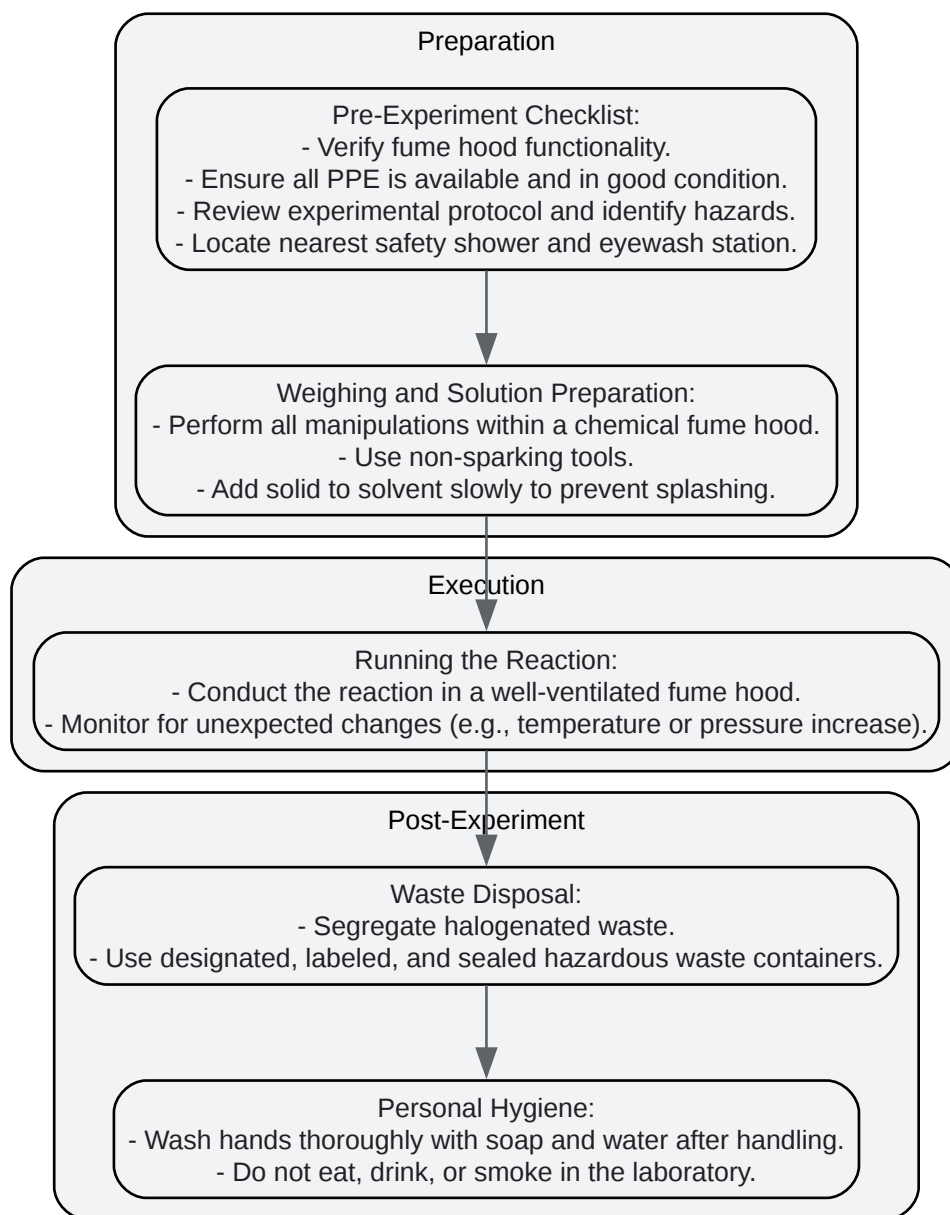 Preparation
Pre-Experiment Checklist:
- Verify fume hood functionality.
- Ensure all PPE is available and in good condition.
- Review experimental protocol and identify hazards.
- Locate nearest safety shower and eyewash station.
Weighing and Solution Preparation:
- Perform all manipulations within a chemical fume hood.
- Use non-sparking tools.
- Add solid to solvent slowly to prevent splashing.
Execution
Running the Reaction:
- Conduct the reaction in a well-ventilated fume hood.
- Monitor for unexpected changes (e.g., temperature or pressure increase).
Post-Experiment
Waste Disposal:
- Segregate halogenated waste.
- Use designated, labeled, and sealed hazardous waste containers.
Personal Hygiene:
- Wash hands thoroughly with soap and water after handling.
- Do not eat, drink, or smoke in the laboratory.